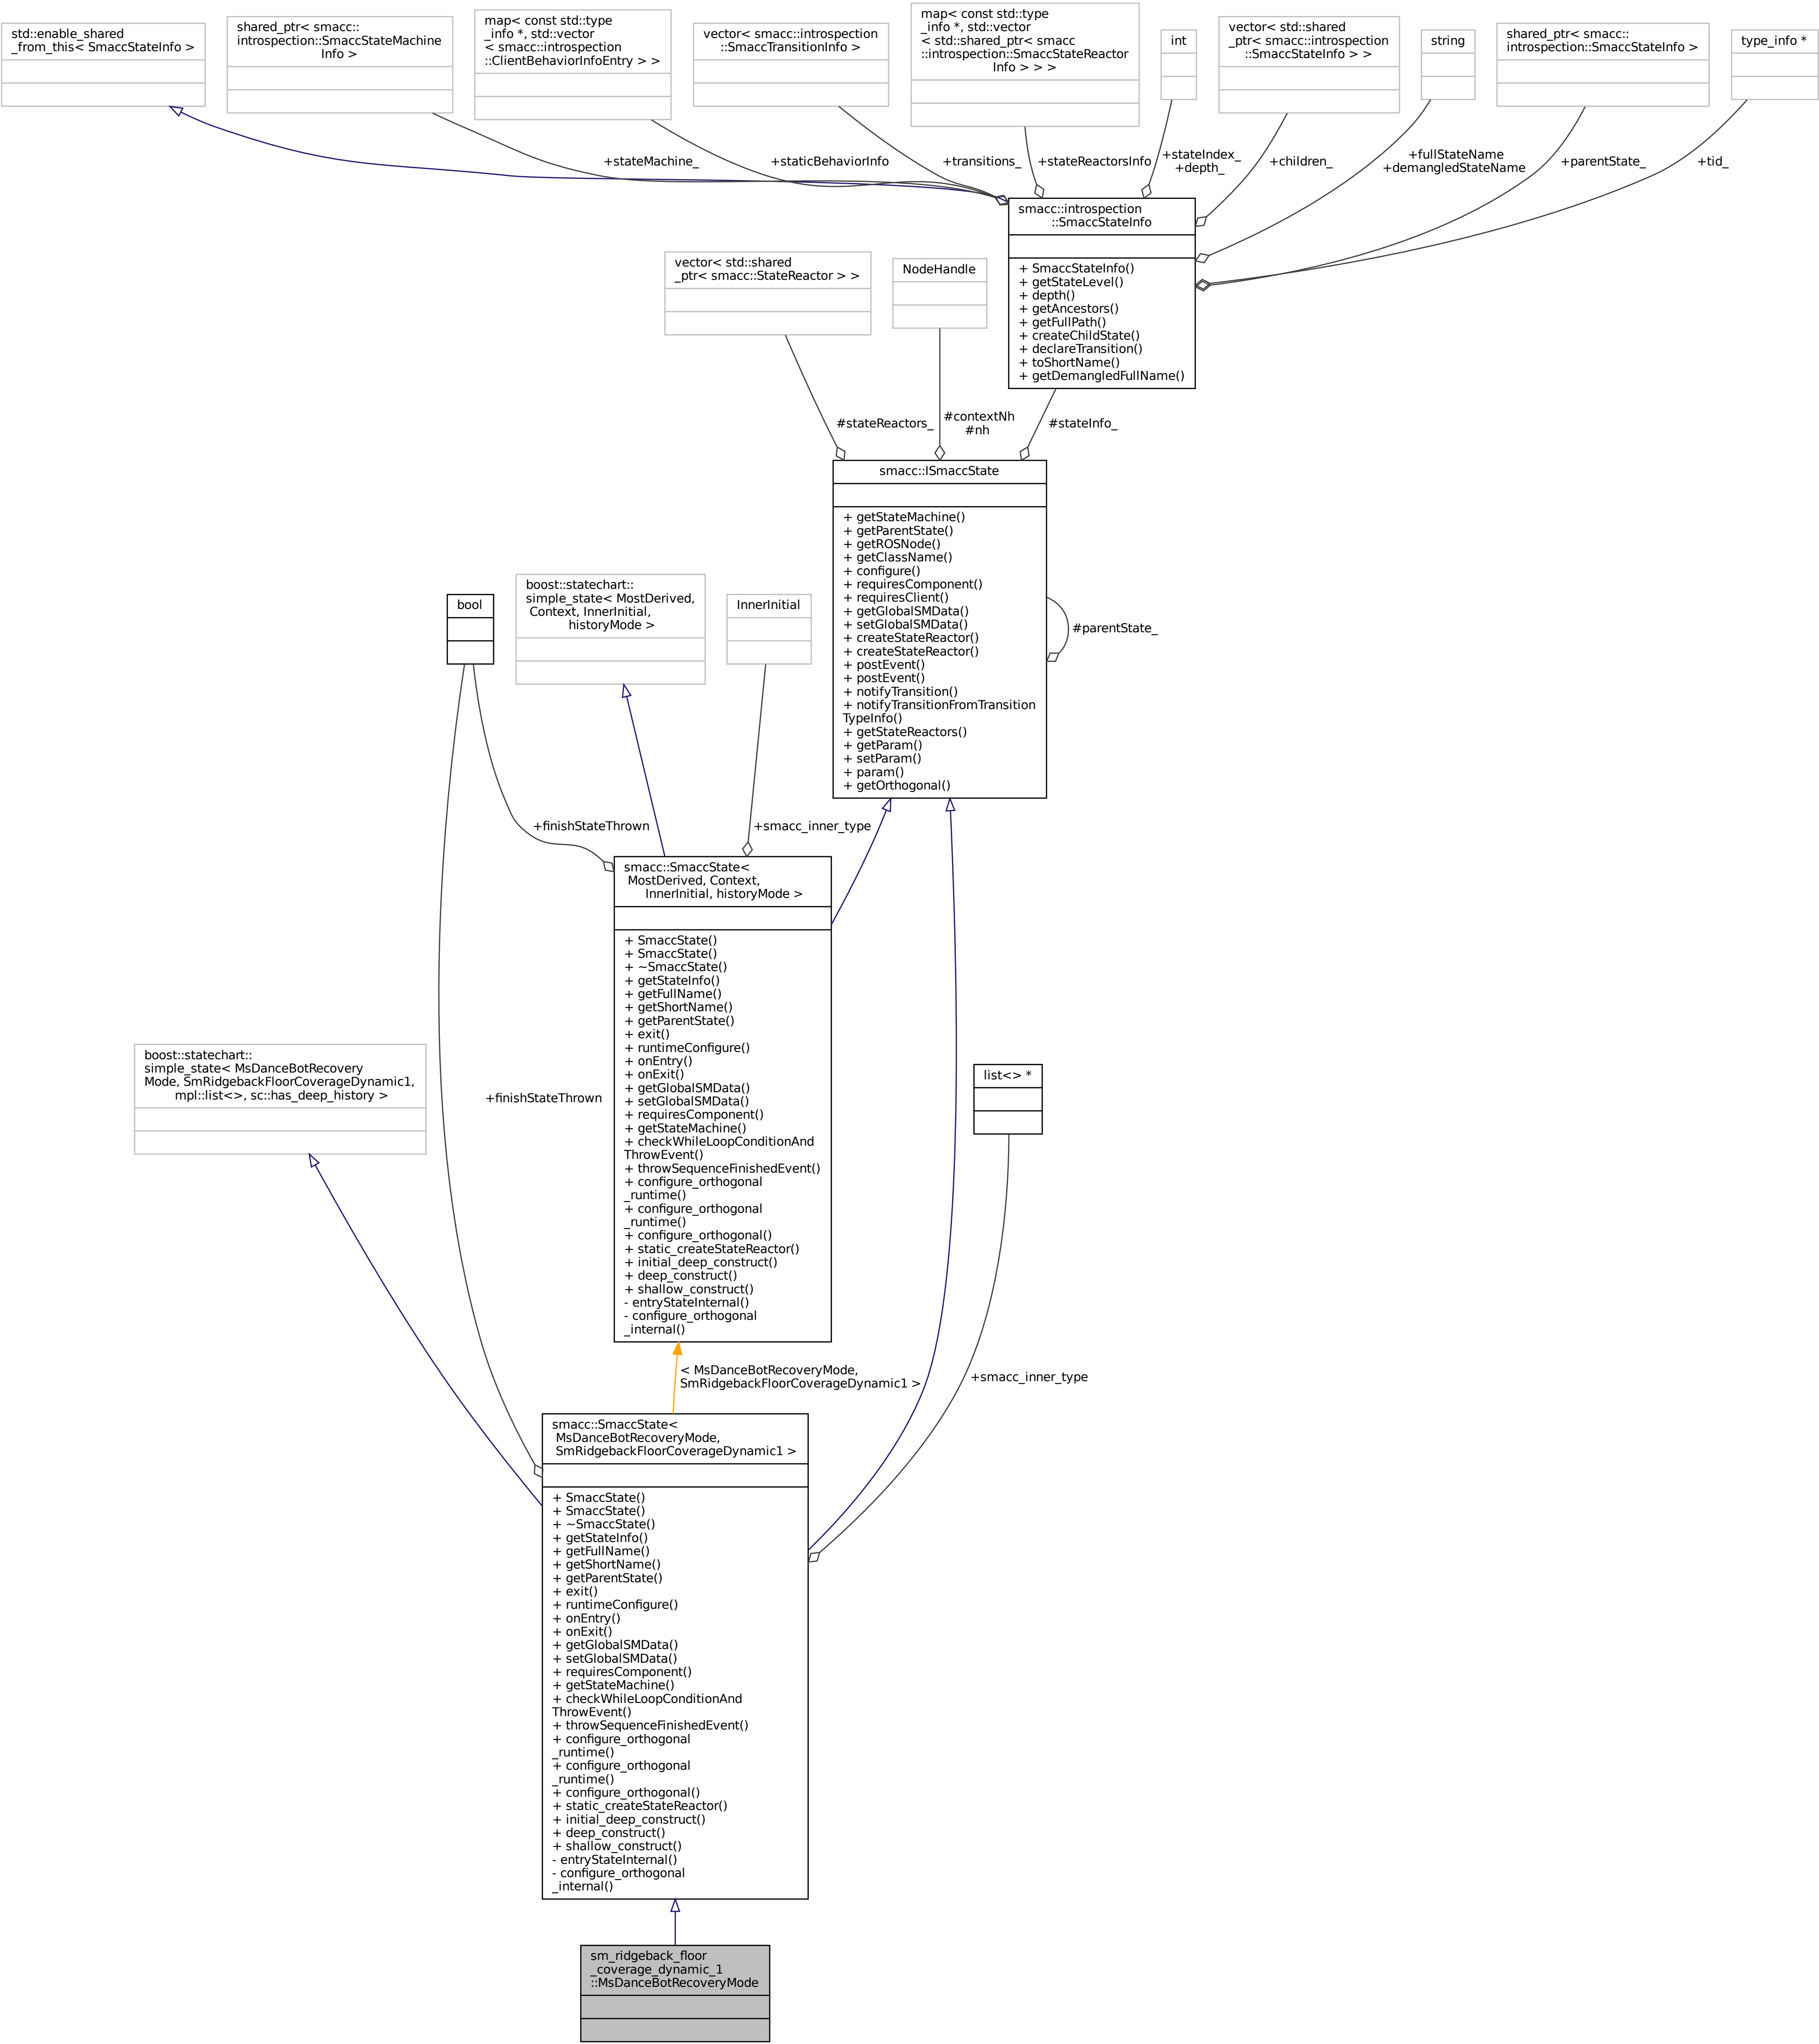 std::enable_shared
_from_this< SmaccStateInfo >
shared_ptr< smacc::
introspection::SmaccStateMachine
Info >
map< const std::type
_info *, std::vector
< smacc::introspection
::ClientBehaviorInfoEntry > >
vector< smacc::introspection
::SmaccTransitionInfo >
map< const std::type
_info *, std::vector
< std::shared_ptr< smacc
::introspection::SmaccStateReactor
Info > > >
int
vector< std::shared
_ptr< smacc::introspection
::SmaccStateInfo > >
string
shared_ptr< smacc::
introspection::SmaccStateInfo >
type_info *
+stateMachine_
+staticBehaviorInfo
+transitions_
+stateReactorsInfo
+stateIndex_
+depth_
+children_
+fullStateName
+demangledStateName
+parentState_
+tid_
smacc::introspection
::SmaccStateInfo
+ SmaccStateInfo()
+ getStateLevel()
+ depth()
+ getAncestors()
+ getFullPath()
+ createChildState()
+ declareTransition()
+ toShortName()
+ getDemangledFullName()
vector< std::shared
_ptr< smacc::StateReactor > >
NodeHandle
#stateReactors_
#contextNh
#nh
#stateInfo_
smacc::ISmaccState
+ getStateMachine()
+ getParentState()
+ getROSNode()
+ getClassName()
+ configure()
+ requiresComponent()
+ requiresClient()
+ getGlobalSMData()
+ setGlobalSMData()
+ createStateReactor()
+ createStateReactor()
+ postEvent()
+ postEvent()
+ notifyTransition()
+ notifyTransitionFromTransition
TypeInfo()
+ getStateReactors()
+ getParam()
+ setParam()
+ param()
+ getOrthogonal()
#parentState_
bool
boost::statechart::
simple_state< MostDerived,
Context, InnerInitial,
historyMode >
InnerInitial
+finishStateThrown
+smacc_inner_type
smacc::SmaccState<
MostDerived, Context,
InnerInitial, historyMode >
+ SmaccState()
+ SmaccState()
+ ~SmaccState()
+ getStateInfo()
+ getFullName()
+ getShortName()
+ getParentState()
+ exit()
+ runtimeConfigure()
+ onEntry()
+ onExit()
+ getGlobalSMData()
+ setGlobalSMData()
+ requiresComponent()
+ getStateMachine()
+ checkWhileLoopConditionAnd
ThrowEvent()
+ throwSequenceFinishedEvent()
+ configure_orthogonal
_runtime()
+ configure_orthogonal
_runtime()
+ configure_orthogonal()
+ static_createStateReactor()
+ initial_deep_construct()
+ deep_construct()
+ shallow_construct()
- entryStateInternal()
- configure_orthogonal
_internal()
boost::statechart::
simple_state< MsDanceBotRecovery
Mode, SmRidgebackFloorCoverageDynamic1,
mpl::list<>, sc::has_deep_history >
+finishStateThrown
list<> *
< MsDanceBotRecoveryMode,
SmRidgebackFloorCoverageDynamic1 >
+smacc_inner_type
smacc::SmaccState<
MsDanceBotRecoveryMode,
SmRidgebackFloorCoverageDynamic1 >
+ SmaccState()
+ SmaccState()
+ ~SmaccState()
+ getStateInfo()
+ getFullName()
+ getShortName()
+ getParentState()
+ exit()
+ runtimeConfigure()
+ onEntry()
+ onExit()
+ getGlobalSMData()
+ setGlobalSMData()
+ requiresComponent()
+ getStateMachine()
+ checkWhileLoopConditionAnd
ThrowEvent()
+ throwSequenceFinishedEvent()
+ configure_orthogonal
_runtime()
+ configure_orthogonal
_runtime()
+ configure_orthogonal()
+ static_createStateReactor()
+ initial_deep_construct()
+ deep_construct()
+ shallow_construct()
- entryStateInternal()
- configure_orthogonal
_internal()
sm_ridgeback_floor
_coverage_dynamic_1
::MsDanceBotRecoveryMode